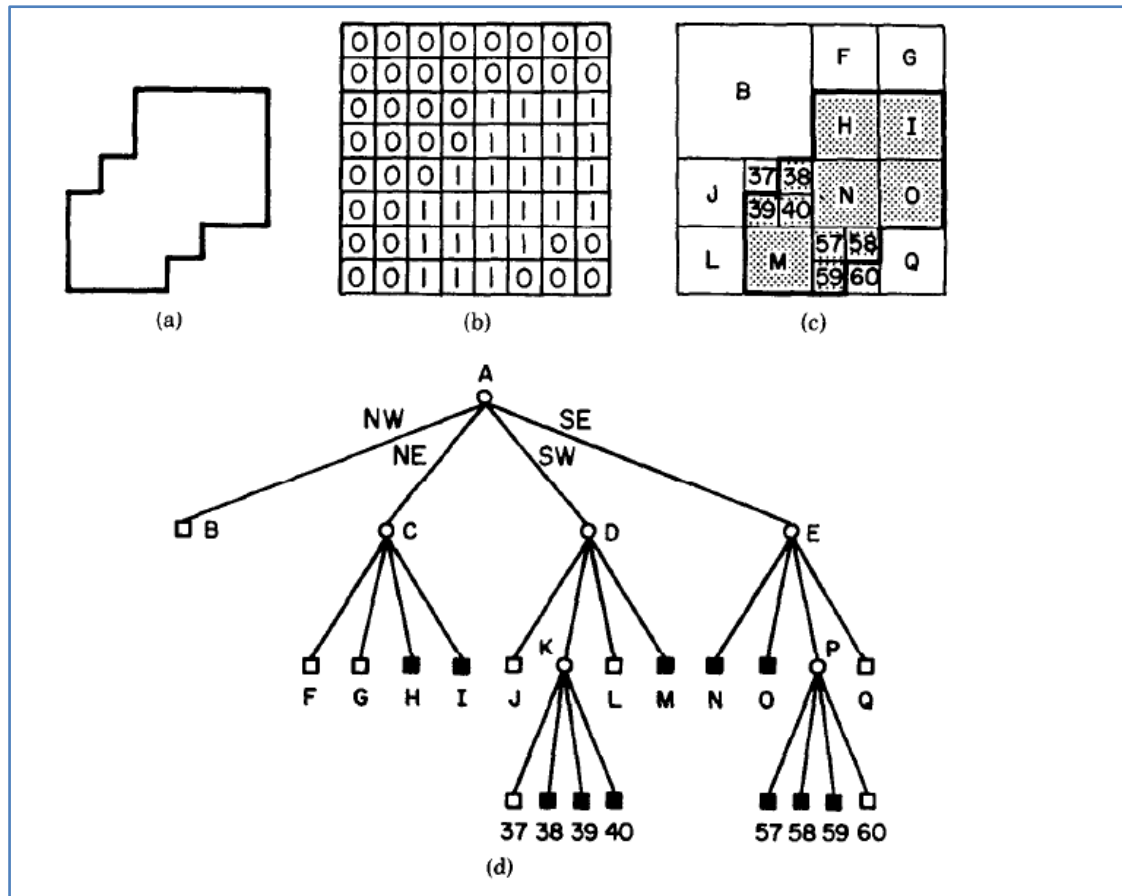 0 0 0 0 0 0 0 0
0 0 0 0 0 0 0 0
0 0 0 0 1 1 1 1
0 0 0 0 1 1 1 1
0 0 0 1 1 1 1 1
0 0 1 1 1 1 1 1
0 0 1 1 1 1 0 0
0 0 1 1 1 0 0 0
F G
B
H I
37 38
J N O
39 40
57 58
L M Q
59 60
(a) (b) (c)
A
NW SE
NE SW
B C D E
K P
F G H I J L M N O Q
37 38 39 40 57 58 59 60
(d)